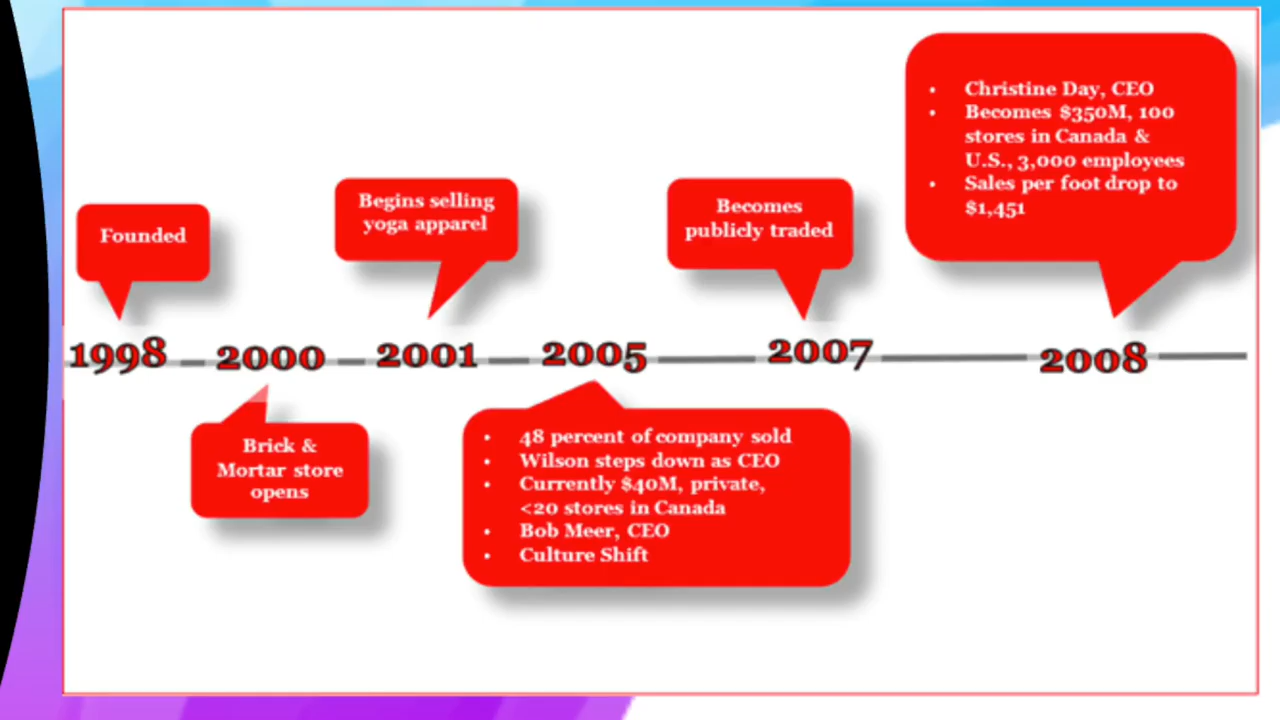 Founded
Begins selling
yoga apparel
Becomes
publicly traded
• Christine Day, CEO
• Becomes $350M, 100
stores in Canada &
U.S., 3,000 employees
• Sales per foot drop to
$1,451
1998
2000
2001
2005
2007
2008
Brick &
Mortar store
opens
• 48 percent of company sold
• Wilson steps down as CEO
• Currently $40M, private,
<20 stores in Canada
• Bob Meer, CEO
• Culture Shift